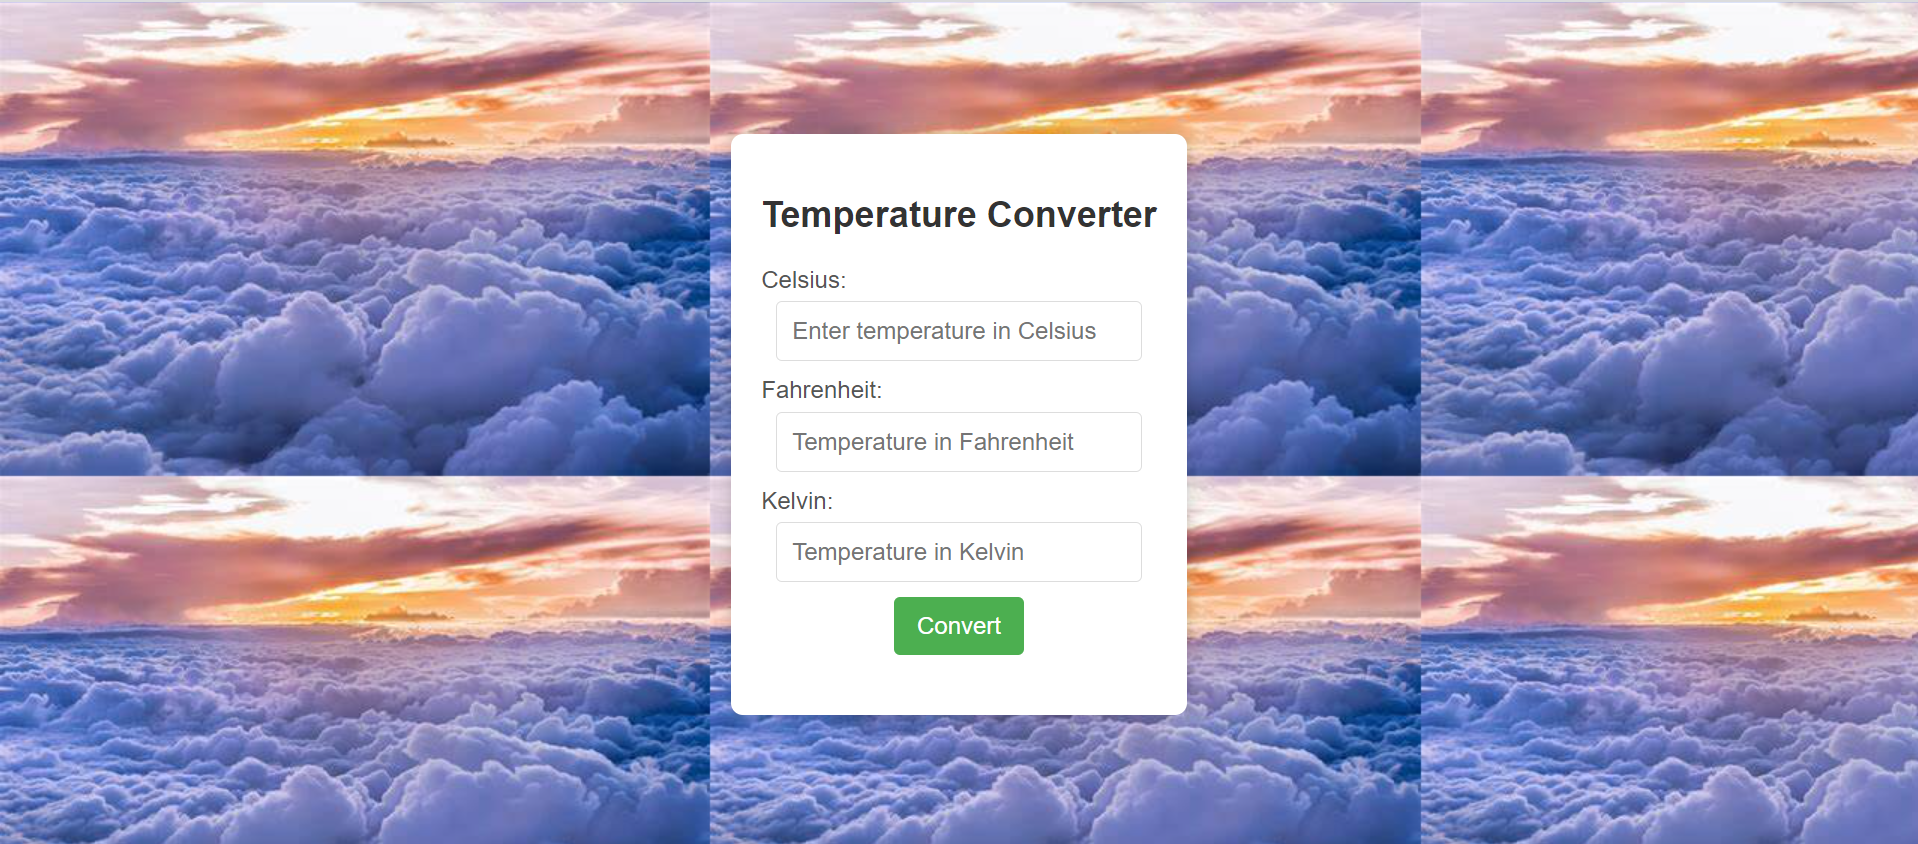 Temperature Converter
Celsius:
Enter temperature in Celsius
Fahrenheit:
Temperature in Fahrenheit
Kelvin:
Temperature in Kelvin
Convert